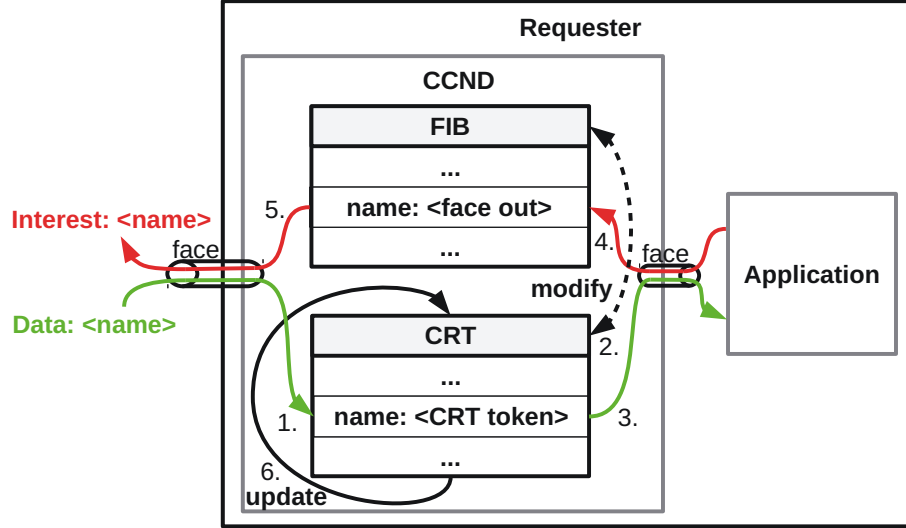 Requester
CCND
FIB
...
name: <face out>
...
5.
4.
Interest: <name>
face
face
Application
Data: <name>
modify
CRT
2.
...
name: <CRT token>
1.
3.
...
6.
update